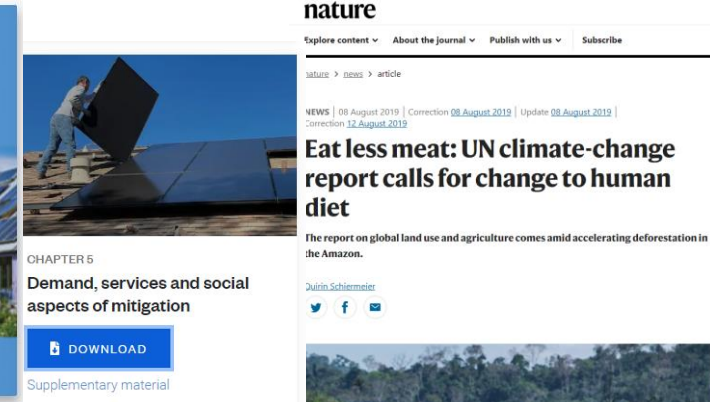 CHAPTER 5
Demand, services and social
aspects of mitigation
DOWNLOAD
Supplementary material
nature
Explore content
About the journal
Publish with us
Subscribe
nature > news > article
NEWS | 08 August 2019 | Correction 08 August 2019 | Update 08 August 2019 |
Correction 12 August 2019
Eat less meat: UN climate-change
report calls for change to human
diet
The report on global land use and agriculture comes amid accelerating deforestation in
the Amazon.
Quirin Schiermeier